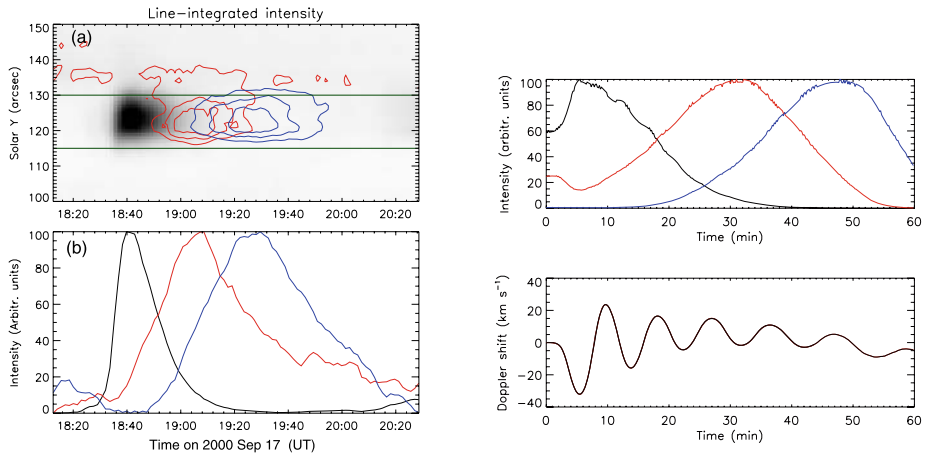 Line-integrated intensity
(a)
Solar Y (arcsec)
150
140
130
120
110
100
18:20 18:40 19:00 19:20 19:40 20:00 20:20
(b)
Intensity (Arbitr. units)
100
80
60
40
20
0
18:20 18:40 19:00 19:20 19:40 20:00 20:20
Time on 2000 Sep 17 (UT)
Intensity (arbitr. units)
100
80
60
40
20
0
0 10 20 30 40 50 60
Time (min)
Doppler shift (km s⁻¹)
40
20
0
-20
-40
0 10 20 30 40 50 60
Time (min)